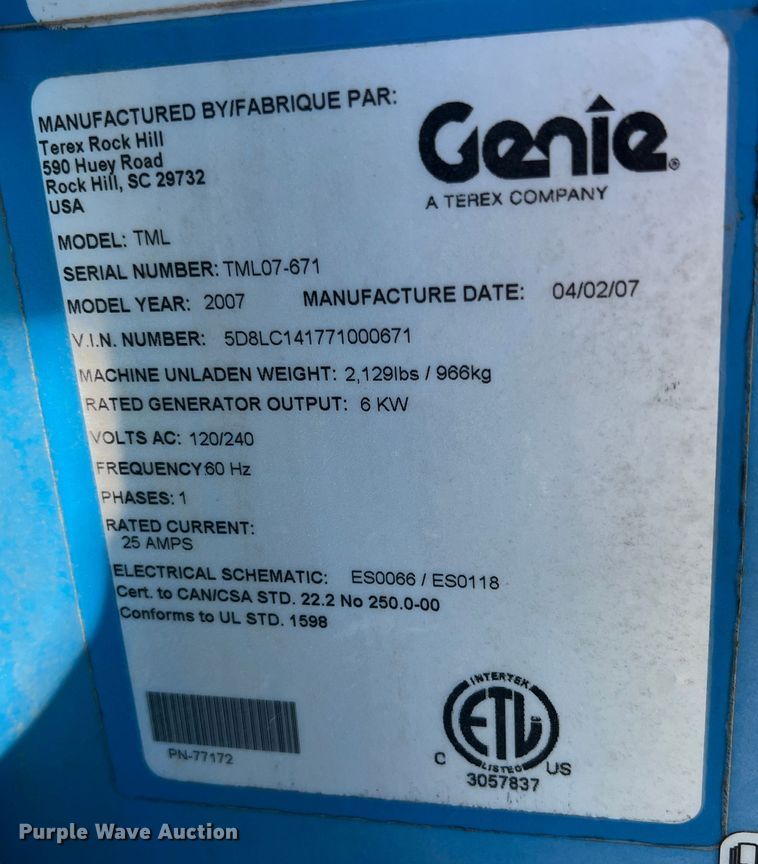 MANUFACTURED BY/FABRIQUE PAR:
Terex Rock Hill
590 Huey Road
Rock Hill, SC 29732
USA
Genie®
A TEREX COMPANY
MODEL: TML
SERIAL NUMBER: TML07-671
MODEL YEAR: 2007 MANUFACTURE DATE: 04/02/07
V.I.N. NUMBER: 5D8LC141771000671
MACHINE UNLADEN WEIGHT: 2,129lbs / 966kg
RATED GENERATOR OUTPUT: 6 KW
VOLTS AC: 120/240
FREQUENCY:60 Hz
PHASES: 1
RATED CURRENT:
25 AMPS
ELECTRICAL SCHEMATIC: ES0066 / ES0118
Cert. to CAN/CSA STD. 22.2 No 250.0-00
Conforms to UL STD. 1598
PN-77172
INTERTEK
ETL
LISTED
C US
3057837
Purple Wave Auction